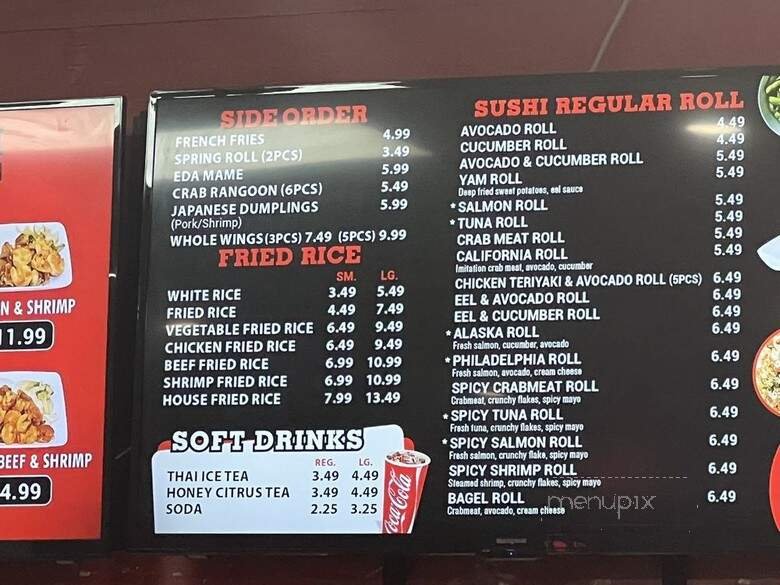 N & SHRIMP
11.99
BEEF & SHRIMP
4.99
SIDE ORDER
FRENCH FRIES 4.99
SPRING ROLL (2PCS) 3.49
EDA MAME 5.99
CRAB RANGOON (6PCS) 5.49
JAPANESE DUMPLINGS 5.99
(Pork/Shrimp)
WHOLE WINGS (3PCS) 7.49 (5PCS) 9.99
FRIED RICE
SM. LG.
WHITE RICE 3.49 5.49
FRIED RICE 4.49 7.49
VEGETABLE FRIED RICE 6.49 9.49
CHICKEN FRIED RICE 6.49 9.49
BEEF FRIED RICE 6.99 10.99
SHRIMP FRIED RICE 6.99 10.99
HOUSE FRIED RICE 7.99 13.49
SOFT DRINKS
REG. LG.
THAI ICE TEA 3.49 4.49
HONEY CITRUS TEA 3.49 4.49
SODA 2.25 3.25
Coca-Cola
SUSHI REGULAR ROLL
AVOCADO ROLL 4.49
CUCUMBER ROLL 4.49
AVOCADO & CUCUMBER ROLL 5.49
YAM ROLL 5.49
Deep fried sweet potatoes, eel sauce
* SALMON ROLL 5.49
* TUNA ROLL 5.49
CRAB MEAT ROLL 5.49
CALIFORNIA ROLL 5.49
Imitation crab meat, avocado, cucumber
CHICKEN TERIYAKI & AVOCADO ROLL (5PCS) 6.49
EEL & AVOCADO ROLL 6.49
EEL & CUCUMBER ROLL 6.49
* ALASKA ROLL 6.49
Fresh salmon, cucumber, avocado
* PHILADELPHIA ROLL 6.49
Fresh salmon, avocado, cream cheese
SPICY CRABMEAT ROLL 6.49
Crabmeat, crunchy flakes, spicy mayo
* SPICY TUNA ROLL 6.49
Fresh tuna, crunchy flakes, spicy mayo
* SPICY SALMON ROLL 6.49
Fresh salmon, crunchy flake, spicy mayo
SPICY SHRIMP ROLL 6.49
Steamed shrimp, crunchy flakes, spicy mayo
BAGEL ROLL 6.49
Crabmeat, avocado, cream cheese
menupix